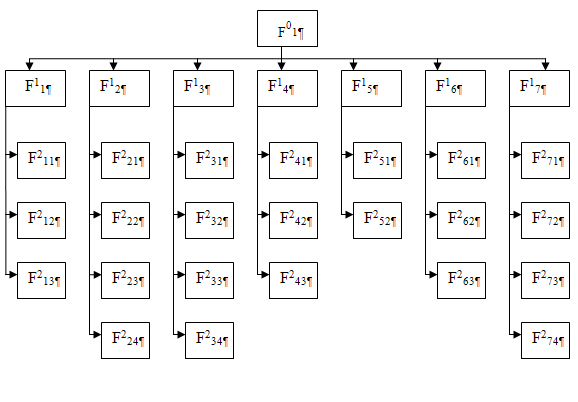 F⁰1¶
F¹1¶ F¹2¶ F¹3¶ F¹4¶ F¹5¶ F¹6¶ F¹7¶
F²11¶ F²21¶ F²31¶ F²41¶ F²51¶ F²61¶ F²71¶
F²12¶ F²22¶ F²32¶ F²42¶ F²52¶ F²62¶ F²72¶
F²13¶ F²23¶ F²33¶ F²43¶ F²63¶ F²73¶
F²24¶ F²34¶ F²74¶